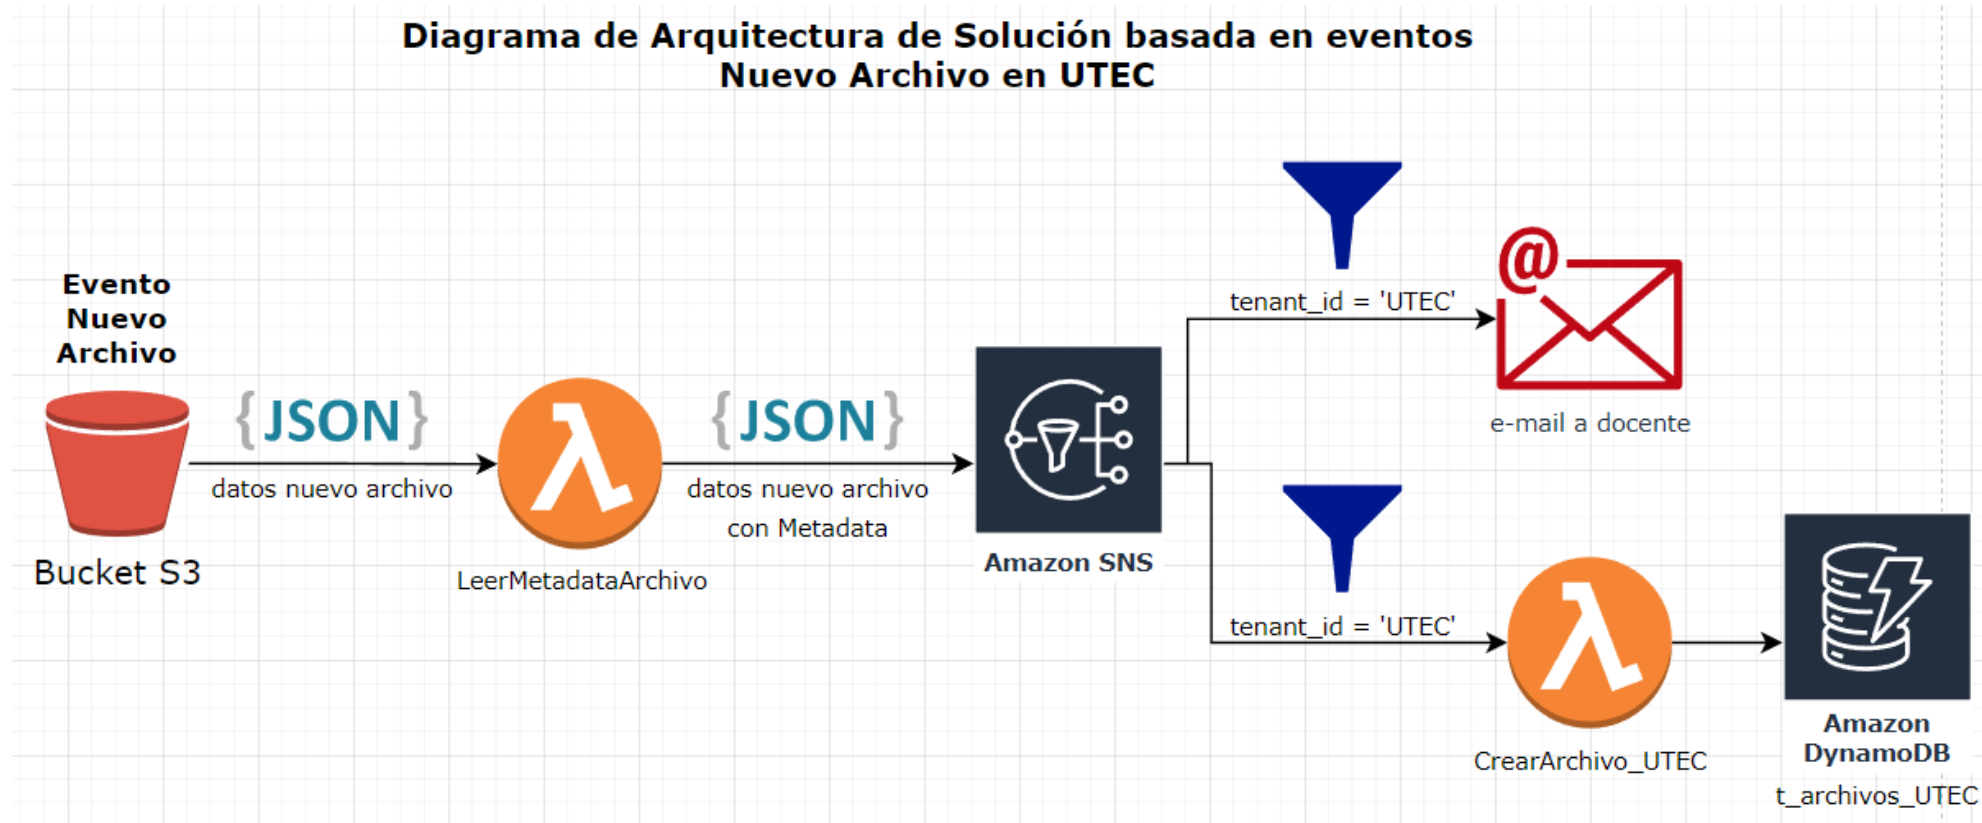 Diagrama de Arquitectura de Solución basada en eventos
Nuevo Archivo en UTEC
Evento
Nuevo
Archivo
Bucket S3
{JSON}
datos nuevo archivo
LeerMetadataArchivo
{JSON}
datos nuevo archivo
con Metadata
Amazon SNS
tenant_id = 'UTEC'
@
e-mail a docente
tenant_id = 'UTEC'
CrearArchivo_UTEC
Amazon
DynamoDB
t_archivos_UTEC